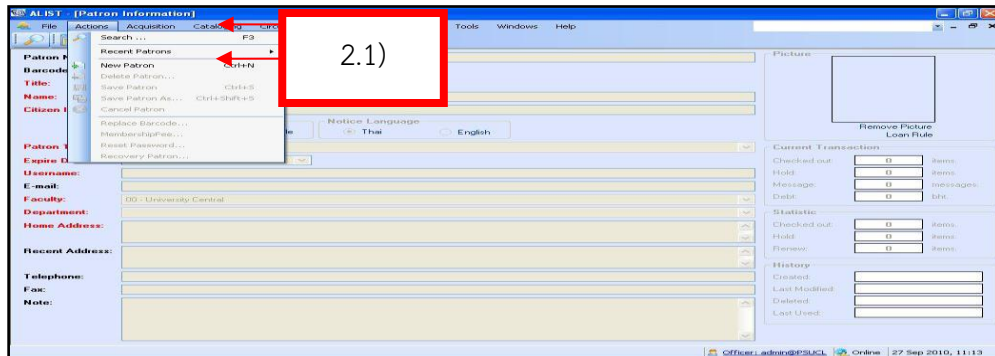 ALIST - [Patron Information]
File Actions Acquisition Cataloging Tools Windows Help
Search ... F3
Recent Patrons
New Patron Ctrl+N
Delete Patron...
Save Patron Ctrl+S
Save Patron As... Ctrl+Shift+S
Cancel Patron
Replace Barcode...
MembershipFee...
Reset Password...
Recovery Patron...
2.1)
Patron
Barcode
Title:
Name:
Citizen
Notice Language
Thai English
Patron
Expire
Username:
E-mail:
Faculty: 00 - University Central
Department:
Home Address:
Recent Address:
Telephone:
Fax:
Note:
Picture
Remove Picture
Loan Rule
Current Transaction
Checked out: 0 items.
Hold: 0 items.
Message: 0 messages.
Debt: 0 bht.
Statistic
Checked out: 0 items.
Hold: 0 items.
Renew: 0 items.
History
Created:
Last Modified:
Deleted:
Last Used:
Officer: admin@PSUCL Online 27 Sep 2010, 11:13